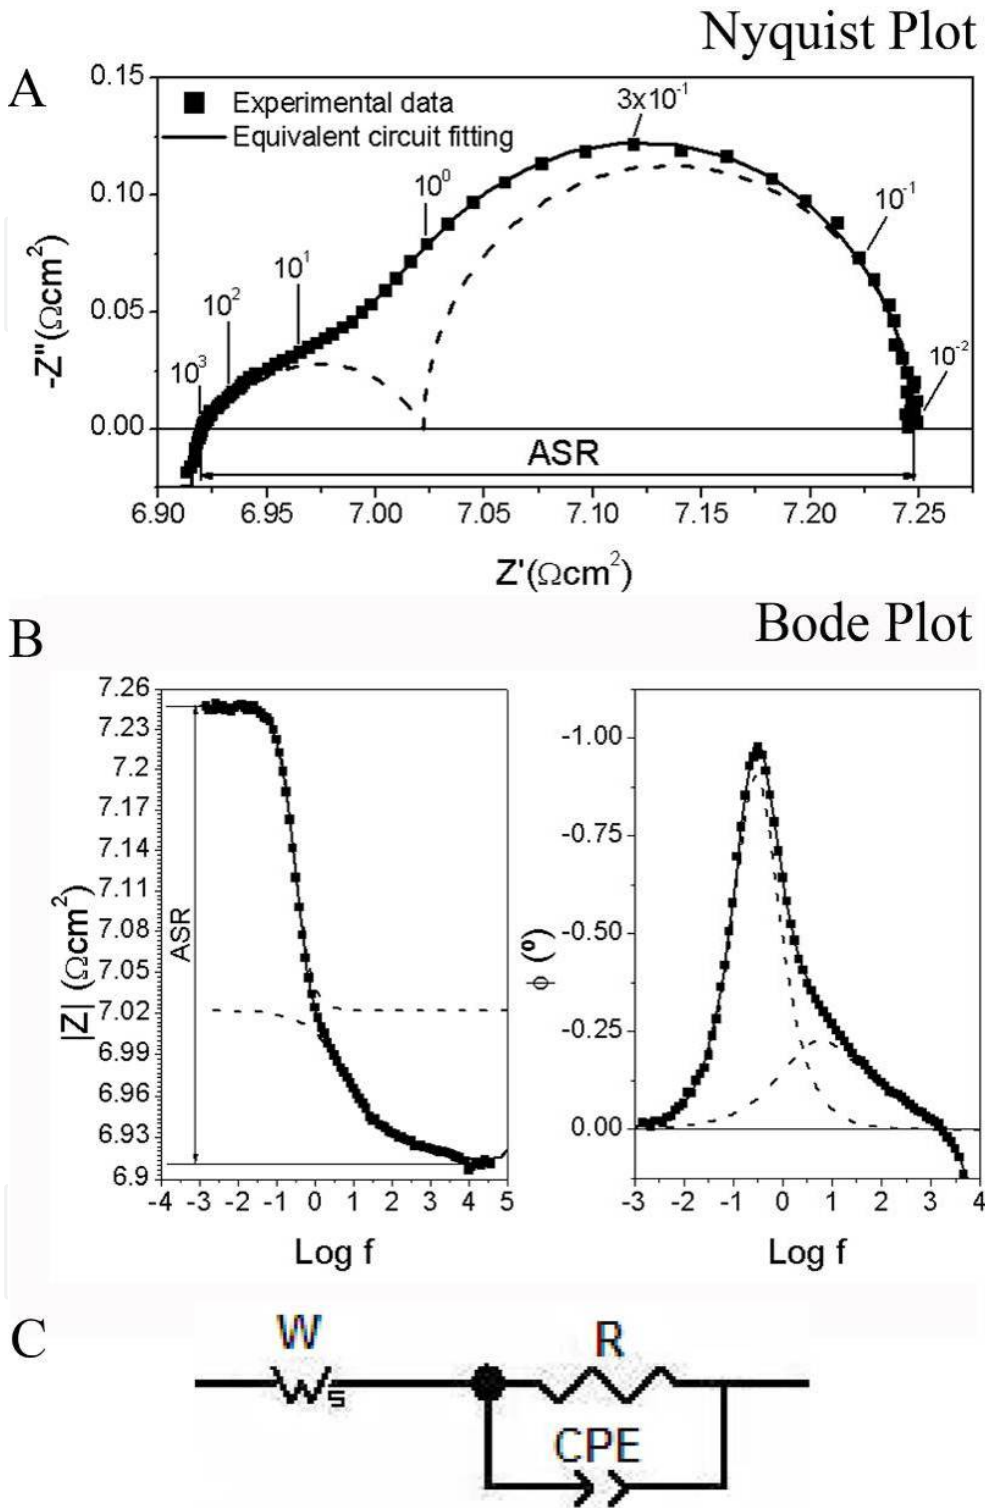 Nyquist Plot
A
0.15
0.10
0.05
0.00
-Z"(Ωcm²)
Experimental data
Equivalent circuit fitting
3x10⁻¹
10⁰
10⁻¹
10¹
10²
10³
10⁻²
ASR
6.90 6.95 7.00 7.05 7.10 7.15 7.20 7.25
Z'(Ωcm²)
Bode Plot
B
7.26
7.23
7.2
7.17
7.14
7.11
7.08
7.05
7.02
6.99
6.96
6.93
6.9
|Z| (Ωcm²)
ASR
-4 -3 -2 -1 0 1 2 3 4 5
Log f
-1.00
-0.75
-0.50
-0.25
0.00
ϕ (º)
-3 -2 -1 0 1 2 3 4
Log f
C
W
s
R
CPE